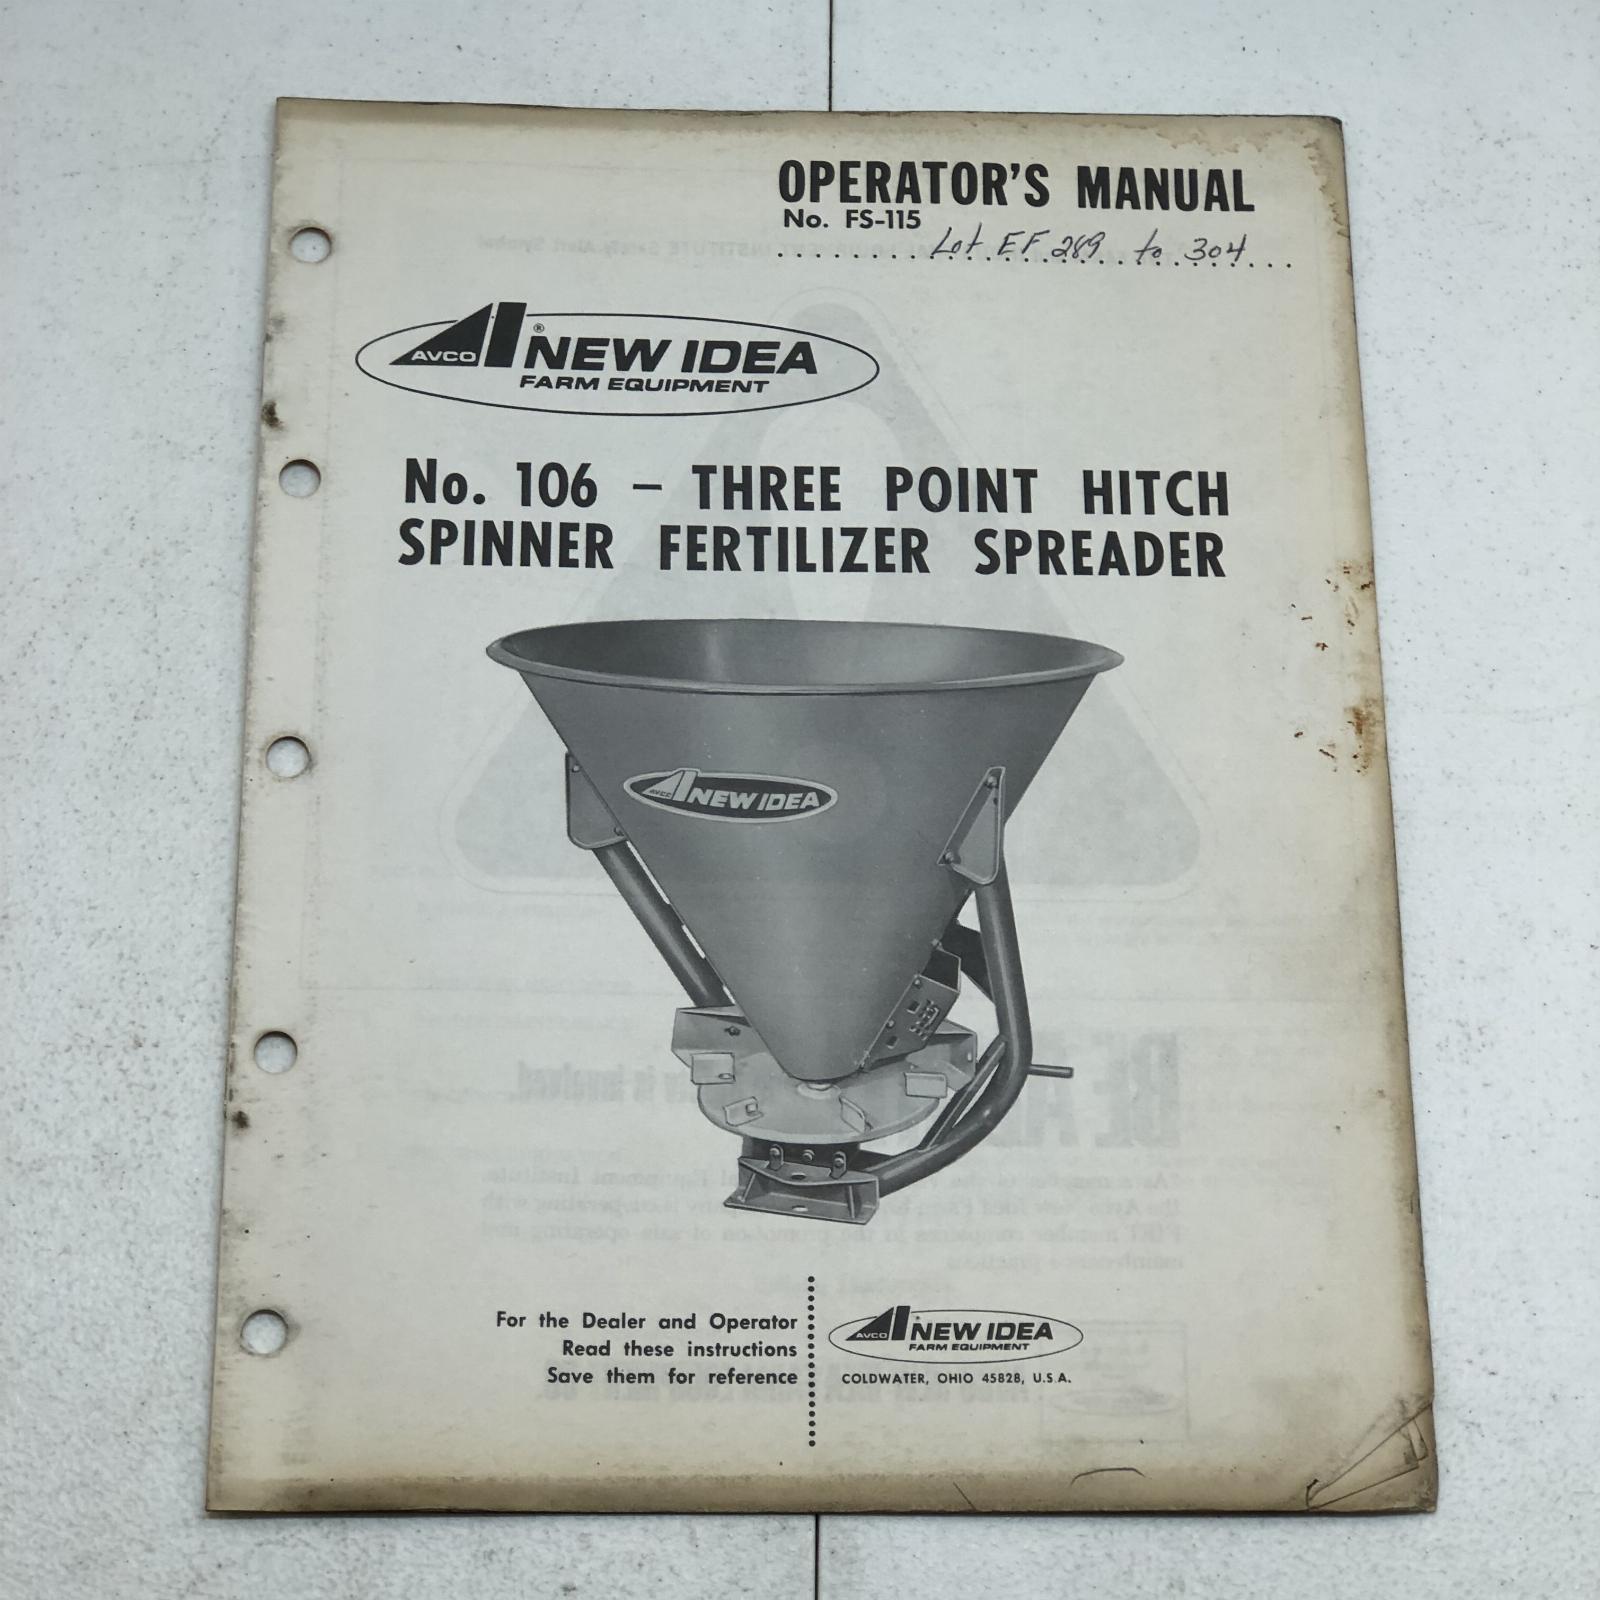 OPERATOR'S MANUAL
No. FS-115
Lot EF 289 to 304
AVCO NEW IDEA ®
FARM EQUIPMENT
No. 106 – THREE POINT HITCH
SPINNER FERTILIZER SPREADER
AVCO NEW IDEA
For the Dealer and Operator
Read these instructions
Save them for reference
AVCO NEW IDEA
FARM EQUIPMENT
COLDWATER, OHIO 45828, U.S.A.